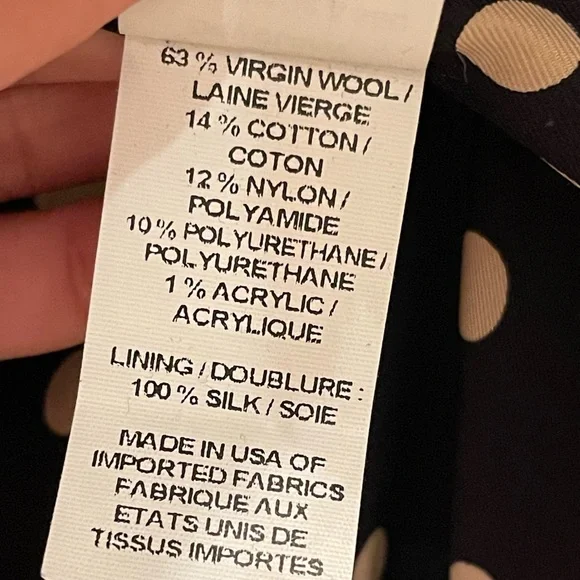 63 % VIRGIN WOOL /
LAINE VIERGE
14 % COTTON /
COTON
12 % NYLON /
POLYAMIDE
10 % POLYURETHANE /
POLYURETHANE
1 % ACRYLIC /
ACRYLIQUE
LINING / DOUBLURE :
100 % SILK / SOIE
MADE IN USA OF
IMPORTED FABRICS
FABRIQUE AUX
ETATS UNIS DE
TISSUS IMPORTES